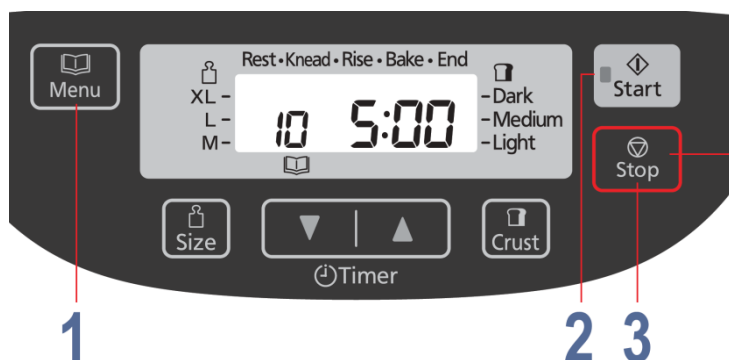 Menu
Rest•Knead•Rise•Bake•End
XL
L
M
10 5:00
Dark
Medium
Light
Start
Stop
Size
Timer
Crust
1
2
3